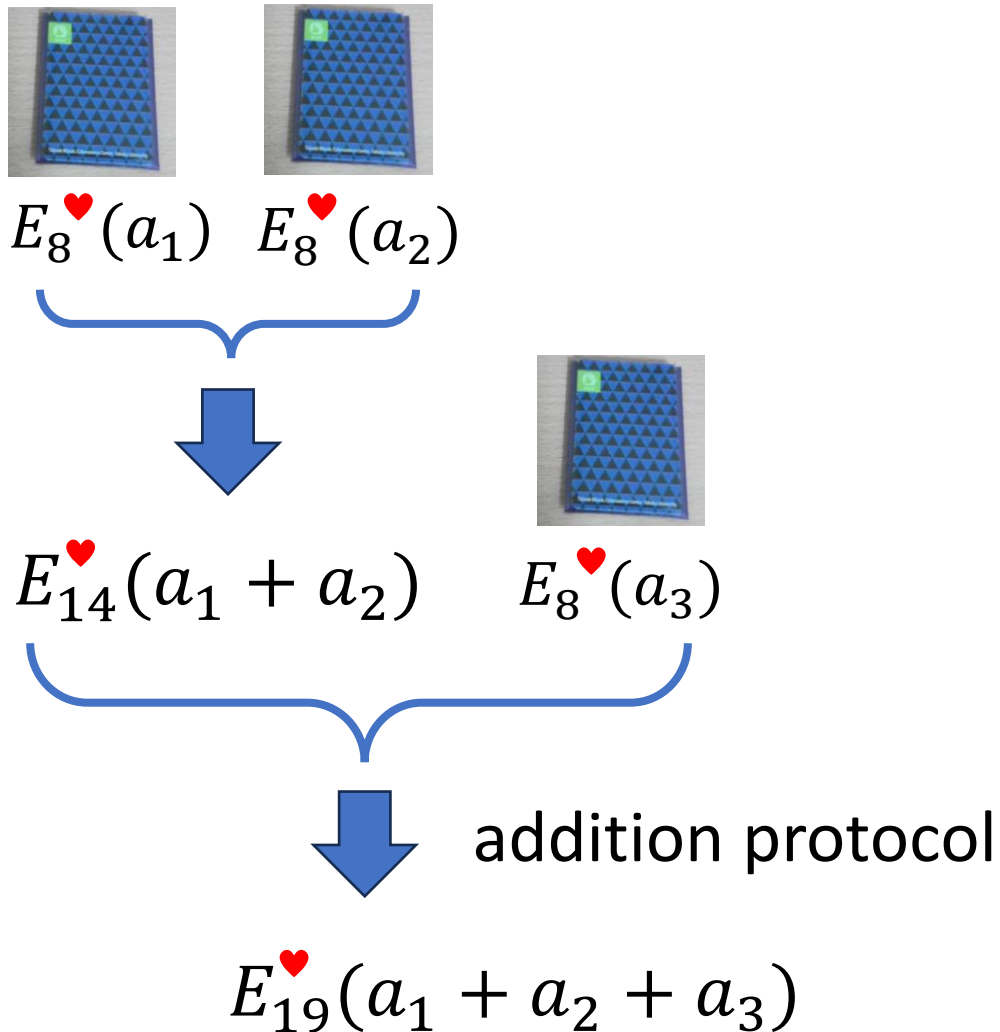 E₈♥(a₁) E₈♥(a₂)
E₁₄♥(a₁ + a₂) E₈♥(a₃)
addition protocol
E₁₉♥(a₁ + a₂ + a₃)